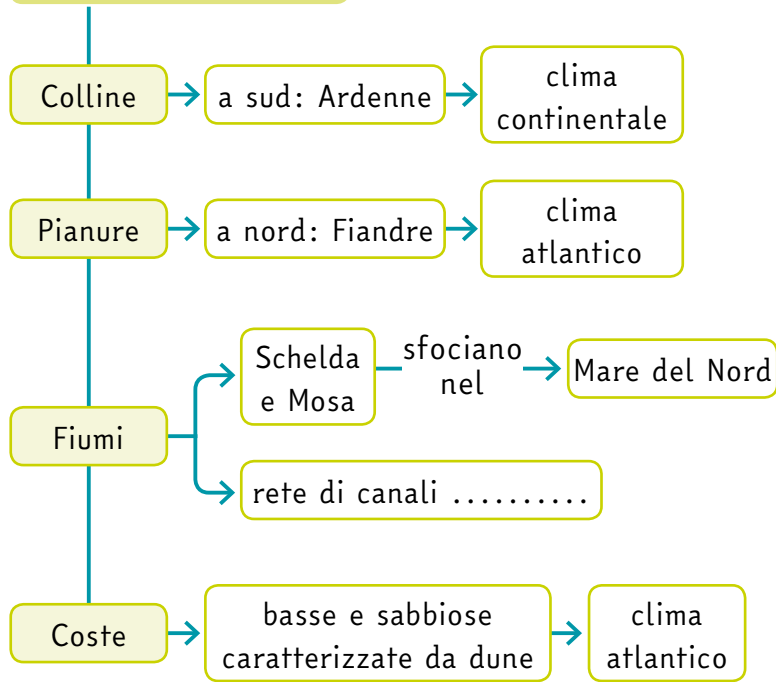 Colline
a sud: Ardenne
clima
continentale
Pianure
a nord: Fiandre
clima
atlantico
Fiumi
Schelda
e Mosa
sfociano
nel
Mare del Nord
rete di canali ..........
Coste
basse e sabbiose
caratterizzate da dune
clima
atlantico